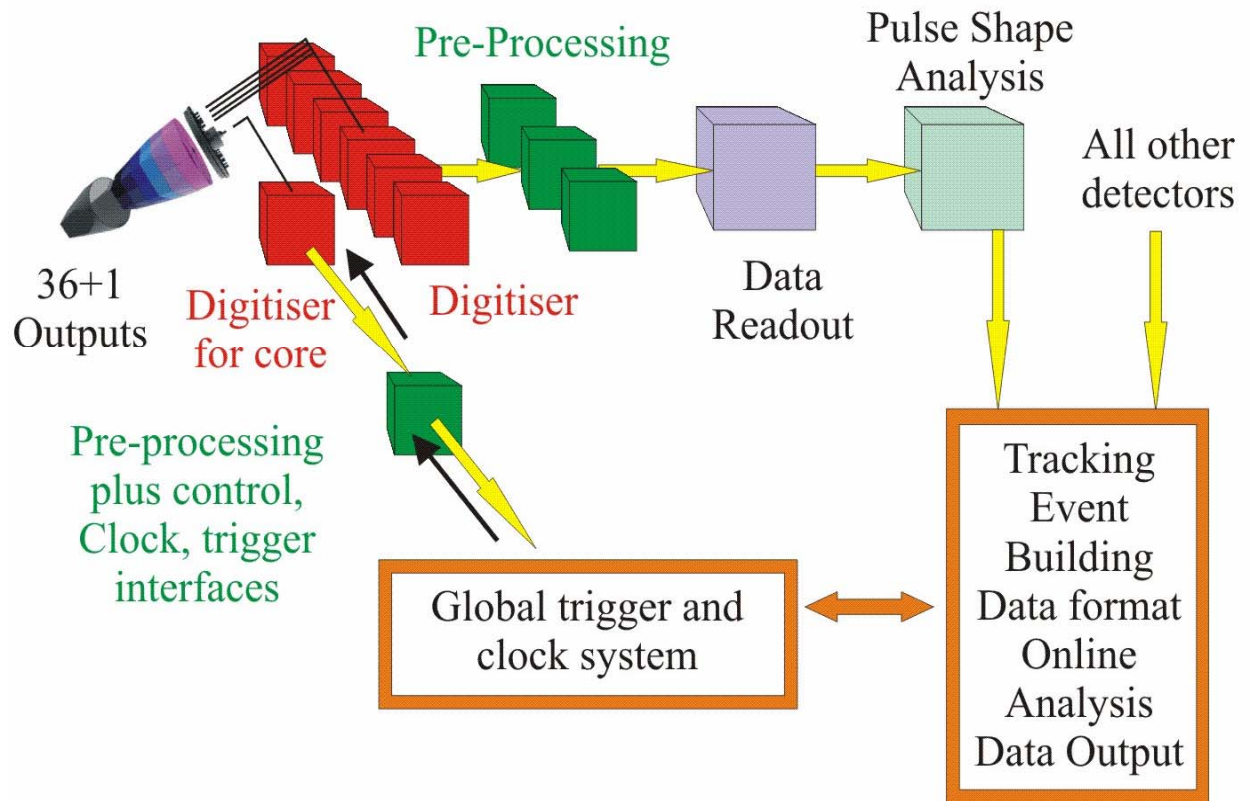 Pre-Processing
Pulse Shape
Analysis
All other
detectors
36+1
Outputs
Digitiser
for core
Digitiser
Data
Readout
Pre-processing
plus control,
Clock, trigger
interfaces
Global trigger and
clock system
Tracking
Event
Building
Data format
Online
Analysis
Data Output